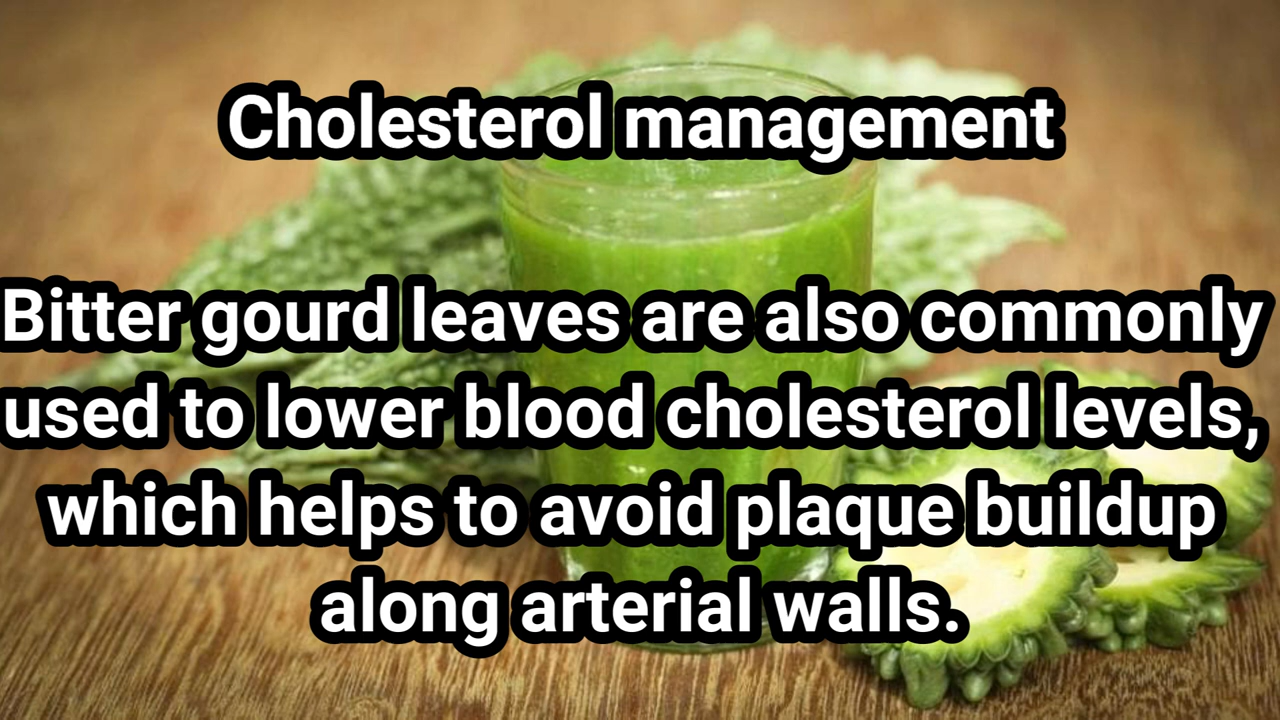 Cholesterol management
Bitter gourd leaves are also commonly
used to lower blood cholesterol levels,
which helps to avoid plaque buildup
along arterial walls.